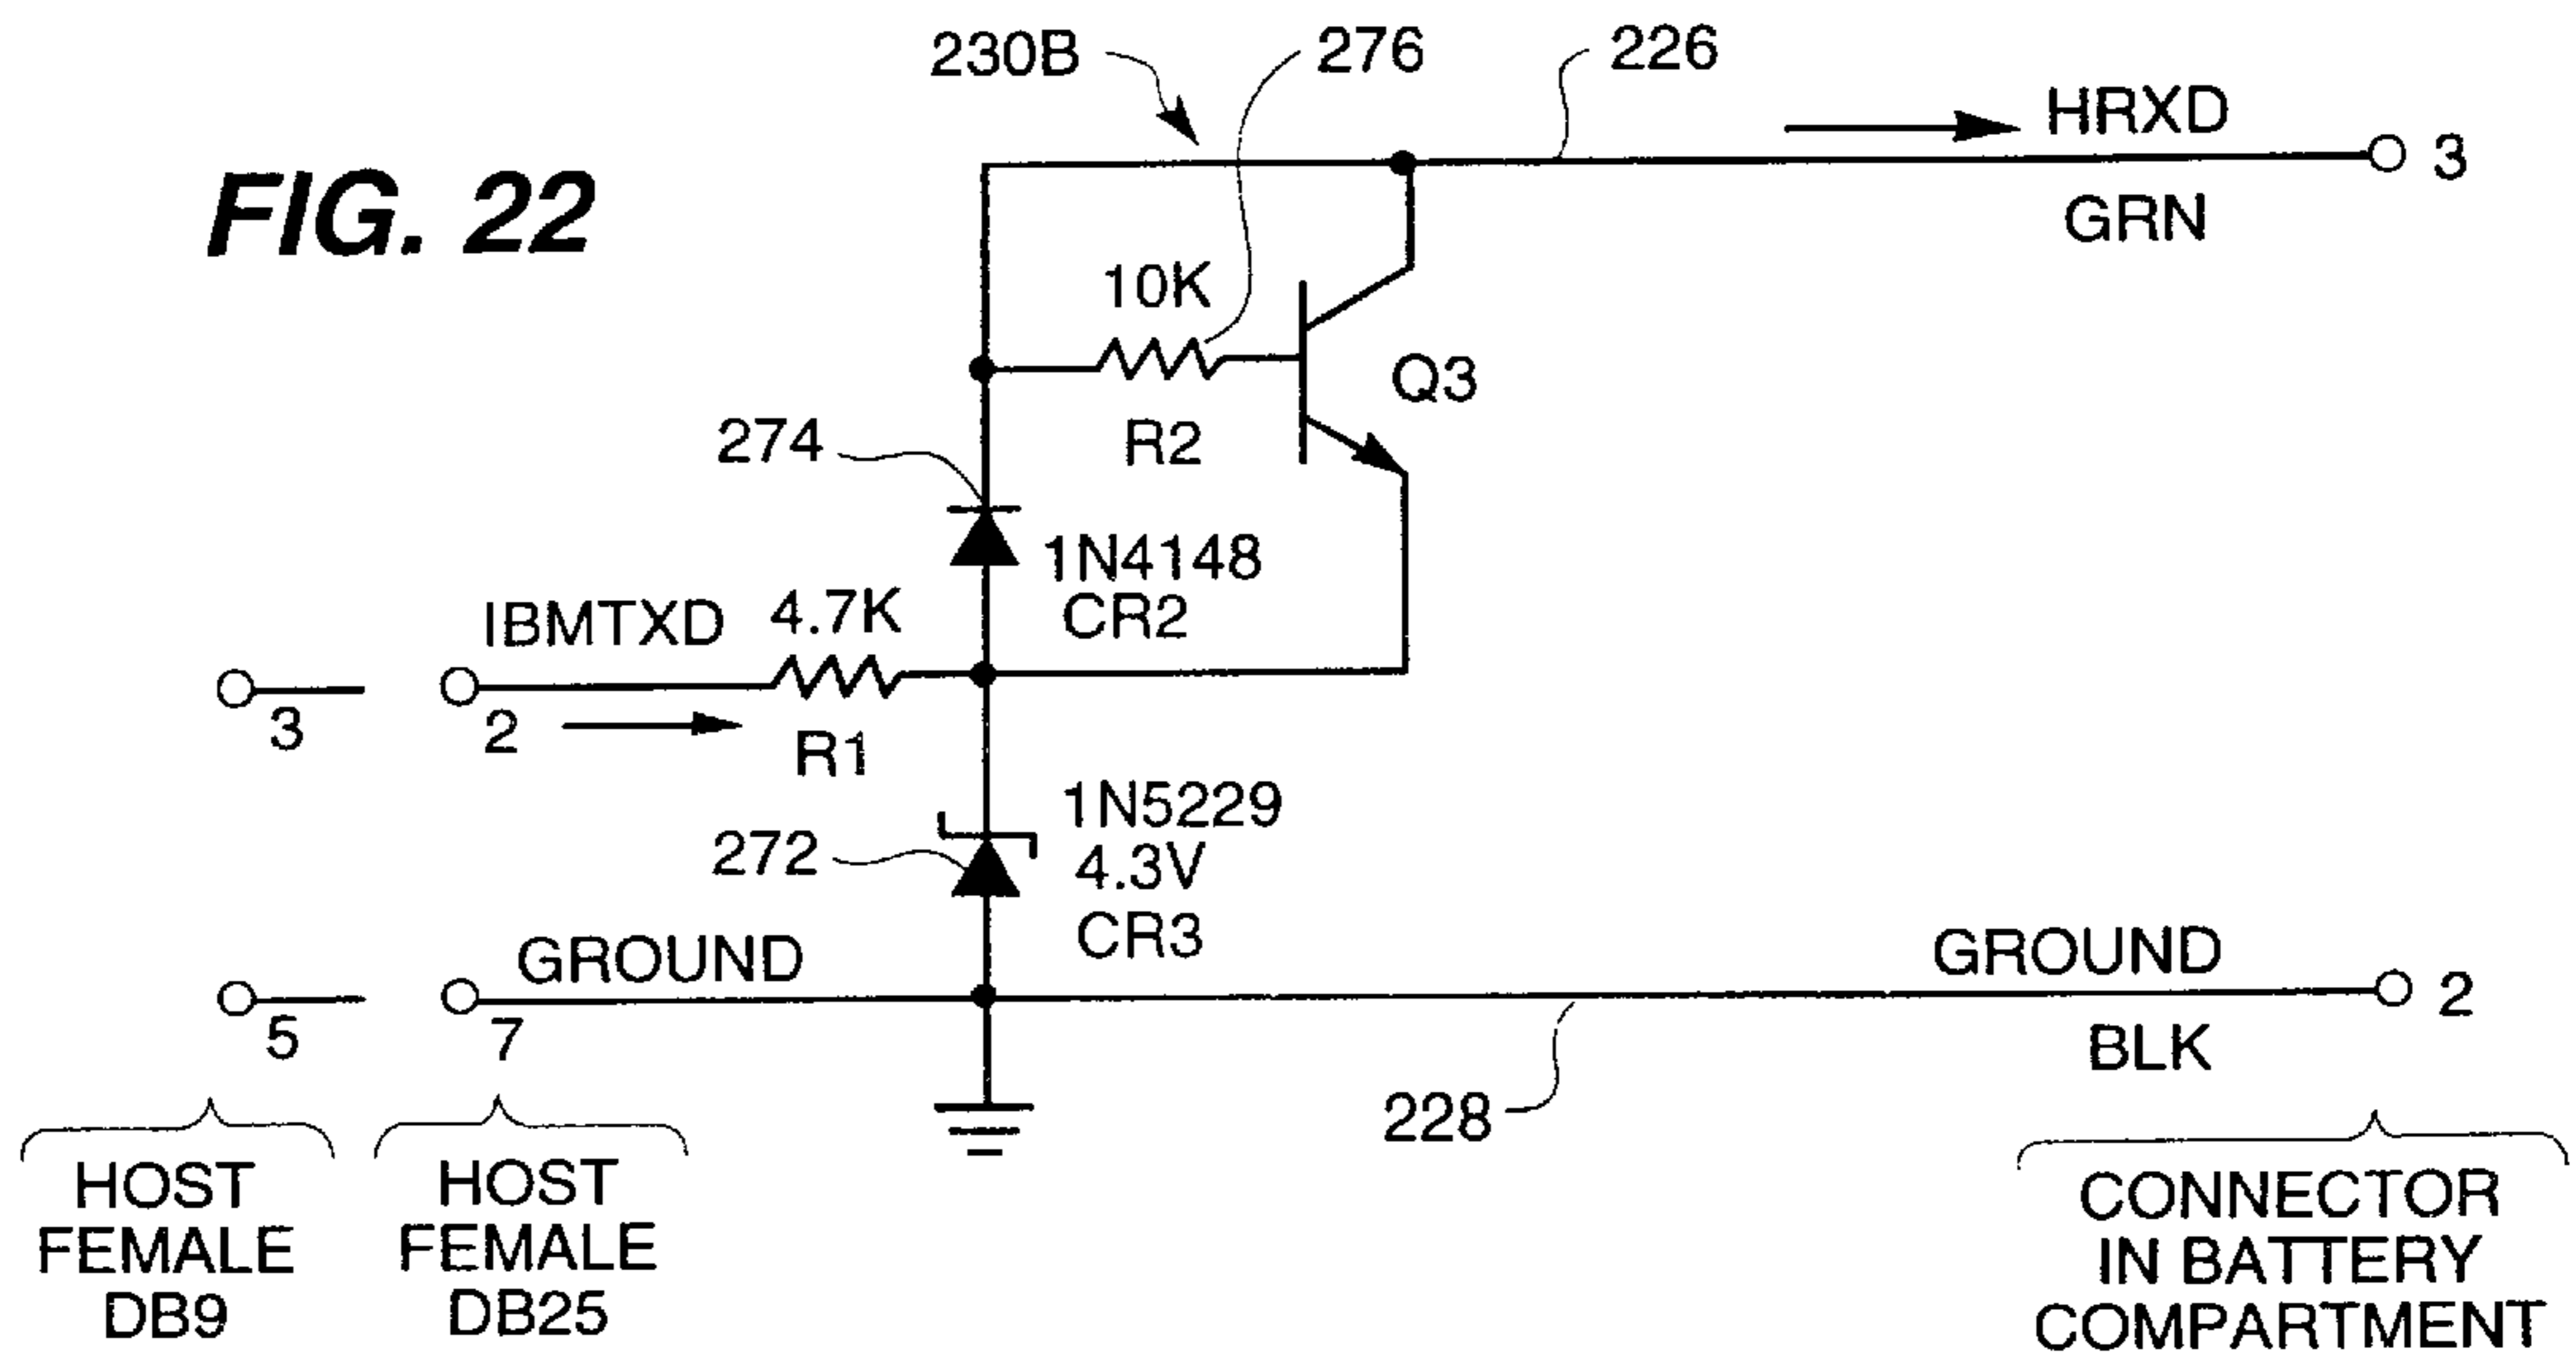 FIG. 22
230B
276
226
HRXD
3
GRN
10K
R2
Q3
274
1N4148
CR2
IBMTXD
4.7K
R1
3
2
1N5229
4.3V
CR3
272
GROUND
5
7
GROUND
2
BLK
228
HOST
FEMALE
DB9
HOST
FEMALE
DB25
CONNECTOR
IN BATTERY
COMPARTMENT